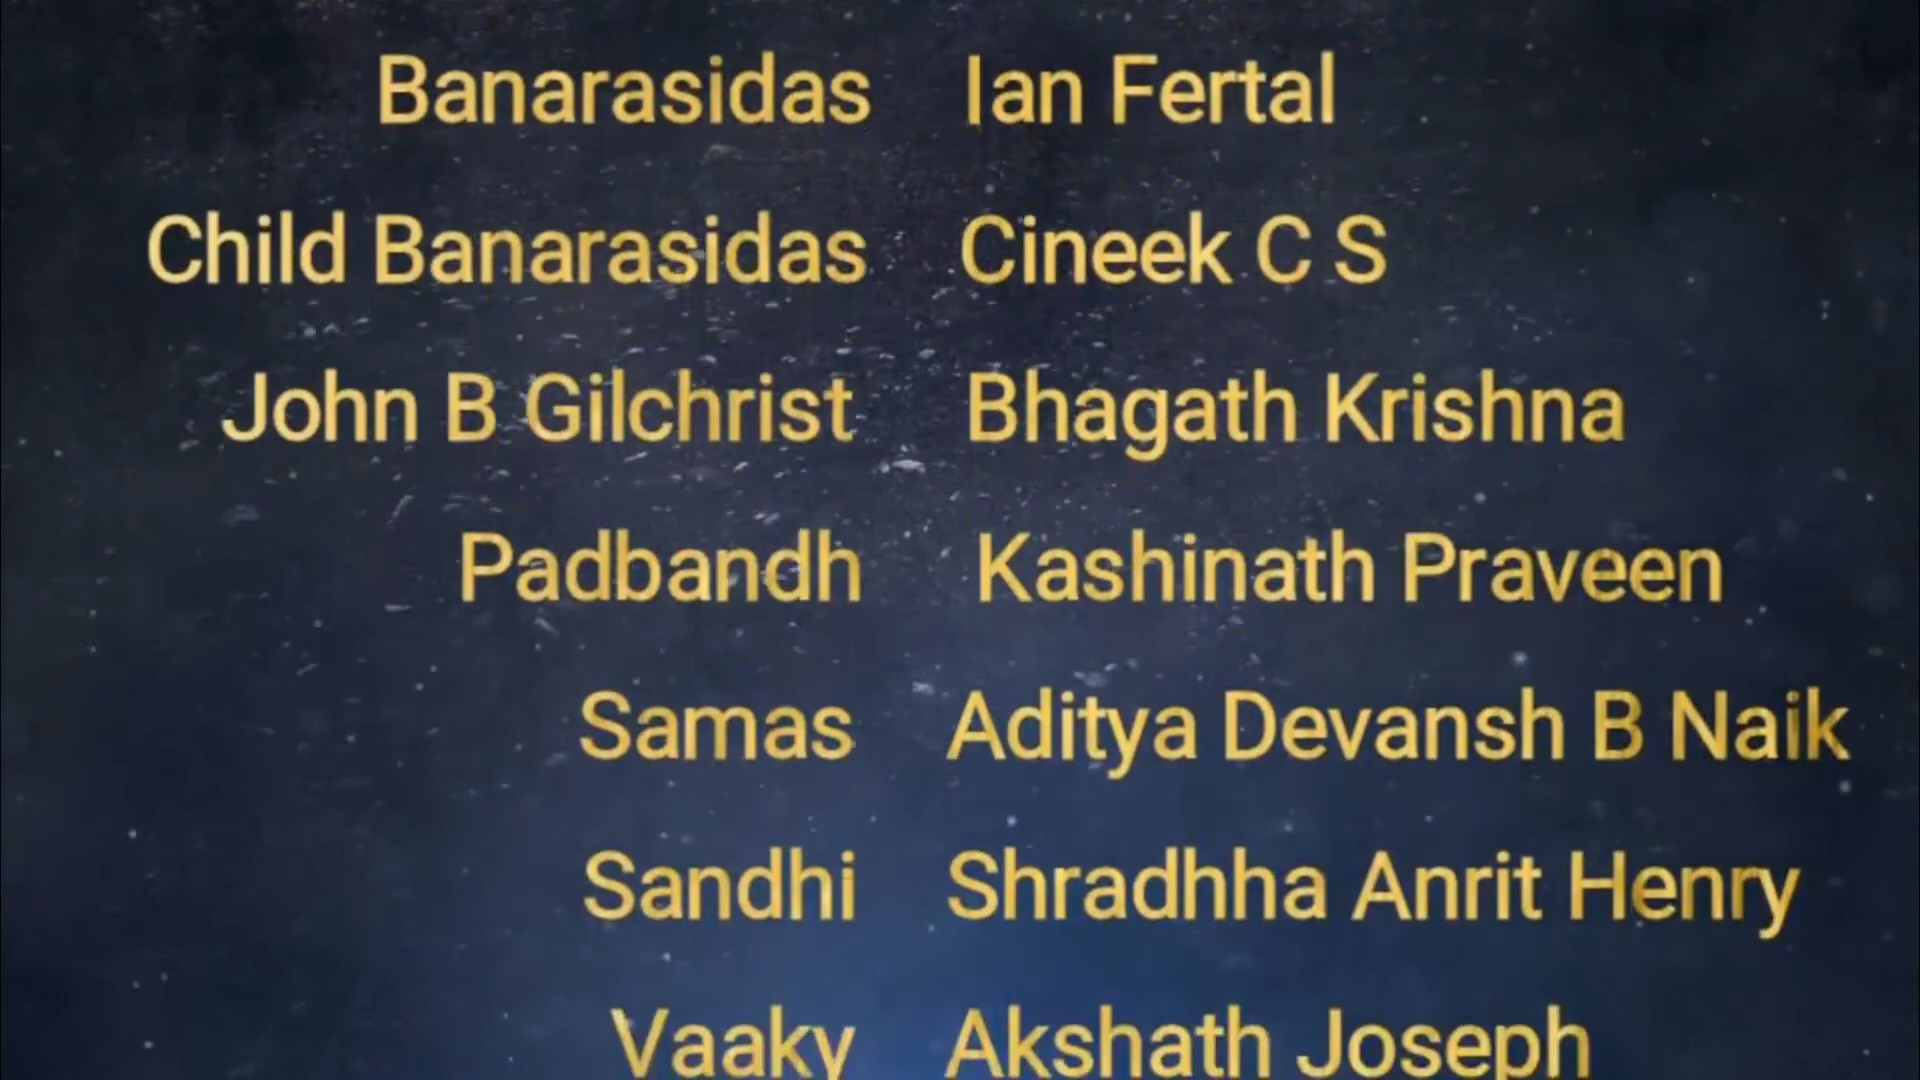 Banarasidas Ian Fertal
Child Banarasidas Cineek C S
John B Gilchrist Bhagath Krishna
Padbandh Kashinath Praveen
Samas Aditya Devansh B Naik
Sandhi Shradhha Anrit Henry
Vaaky Akshath Joseph